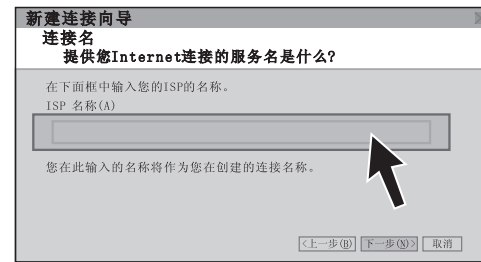 新建连接向导
连接名
提供您Internet连接的服务名是什么?
在下面框中输入您的ISP的名称。
ISP 名称(A)
您在此输入的名称将作为您在创建的连接名称。
<上一步(B) 下一步(N)> 取消